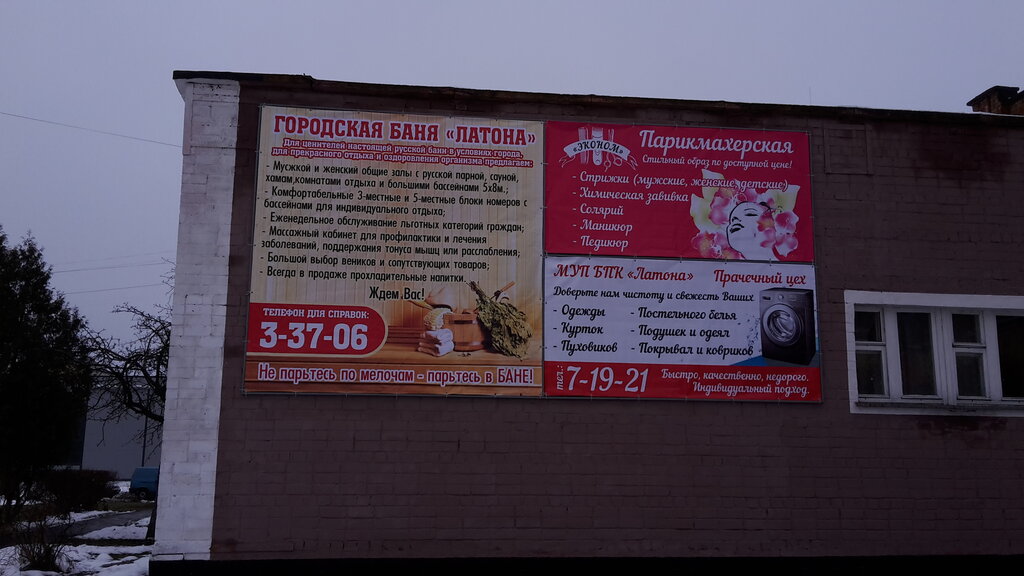 ГОРОДСКАЯ БАНЯ «ЛАТОНА»
Для ценителей настоящей русской бани в условиях города,
для прекрасного отдыха и оздоровления организма предлагаем:
- Мусжкой и женский общие залы с русской парной, сауной,
хамам,комнатами отдыха и большими бассейнами 5х8м.;
- Комфортабельные 3-местные и 5-местные блоки номеров с
бассейнами для индивидуального отдыха;
- Еженедельное обслуживание льготных категорий граждан;
- Массажный кабинет для профилактики и лечения
заболеваний, поддержания тонуса мышц или расслабления;
- Большой выбор веников и сопутствующих товаров;
- Всегда в продаже прохладительные напитки.
Ждем Вас!
ТЕЛЕФОН ДЛЯ СПРАВОК:
3-37-06
Не парьтесь по мелочам - парьтесь в БАНЕ!
«ЭКОНОМ»
Парикмахерская
Стильный образ по доступной цене!
- Стрижки (мужские, женские, детские)
- Химическая завивка
- Солярий
- Маникюр
- Педикюр
МУП БПК «Латона» Прачечный цех
Доверьте нам чистоту и свежесть Ваших
- Одежды
- Курток
- Пуховиков
- Постельного белья
- Подушек и одеял
- Покрывал и ковриков
тел.: 7-19-21
Быстро, качественно, недорого.
Индивидуальный подход.